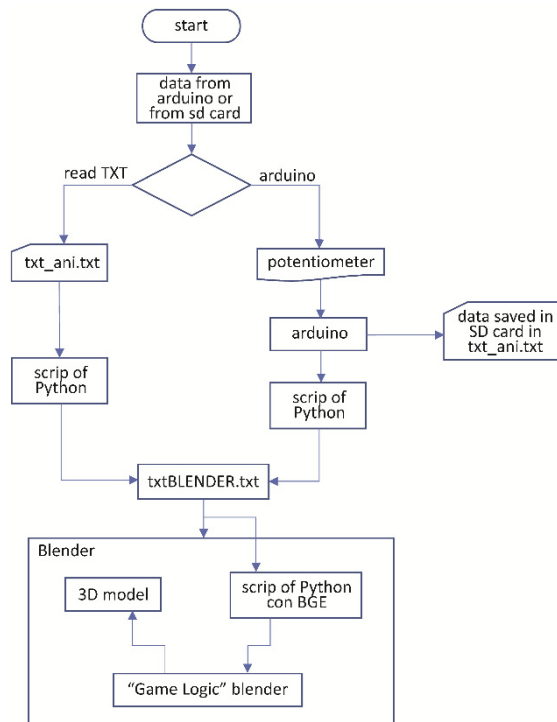 start
data from
arduino or
from sd card
read TXT
arduino
txt_ani.txt
potentiometer
arduino
data saved in
SD card in
txt_ani.txt
scrip of
Python
scrip of
Python
txtBLENDER.txt
Blender
3D model
scrip of Python
con BGE
“Game Logic” blender